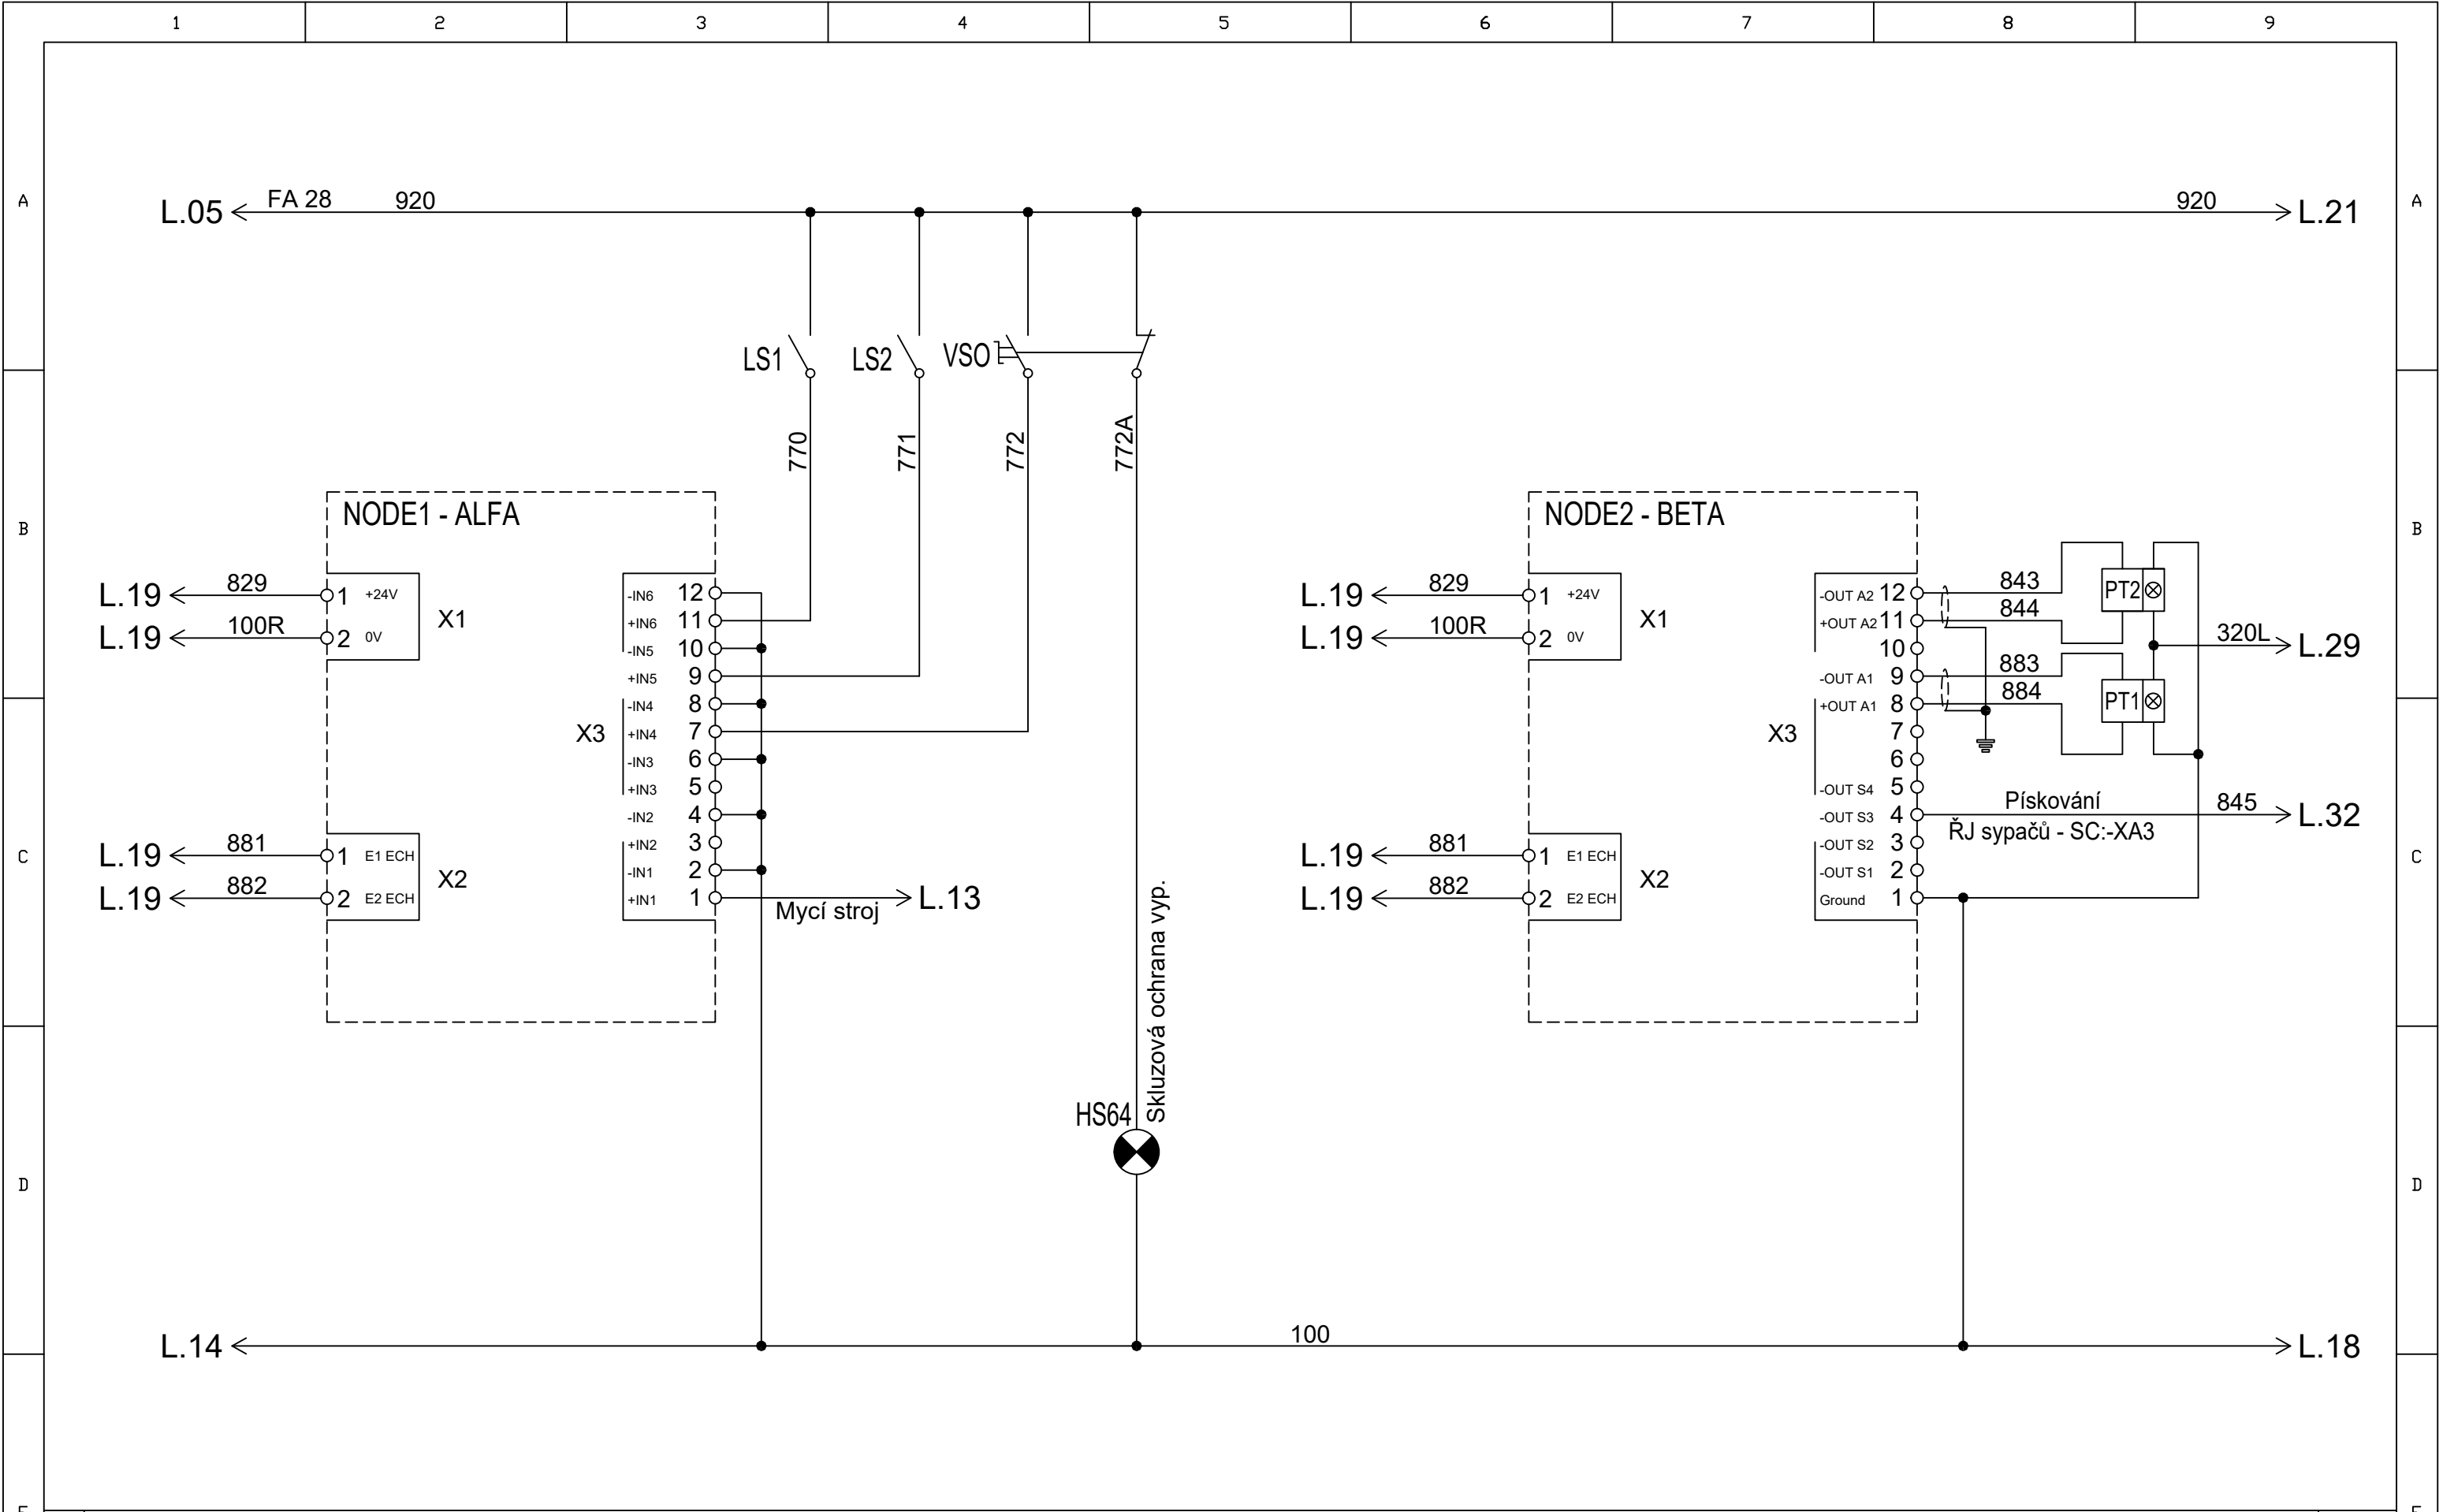 1 2 3 4 5 6 7 8 9
A A
L.05 FA 28 920 920 L.21
LS1 LS2 VSO
770 771 772 772A
B B
NODE1 - ALFA
L.19 829 1 +24V
L.19 100R 2 0V
X1
L.19 881 1 E1 ECH
L.19 882 2 E2 ECH
X2
X3
-IN6 12
+IN6 11
-IN5 10
+IN5 9
-IN4 8
+IN4 7
-IN3 6
+IN3 5
-IN2 4
+IN2 3
-IN1 2
+IN1 1
Mycí stroj L.13
Skluzová ochrana vyp.
HS64
NODE2 - BETA
L.19 829 1 +24V
L.19 100R 2 0V
X1
L.19 881 1 E1 ECH
L.19 882 2 E2 ECH
X2
X3
-OUT A2 12 843
+OUT A2 11 844
10
-OUT A1 9 883
+OUT A1 8 884
7
6
-OUT S4 5
-OUT S3 4
-OUT S2 3
-OUT S1 2
Ground 1
PT2
PT1
320L L.29
Pískování 845 L.32
ŘJ sypačů - SC:-XA3
C C
D D
L.14 100 L.18